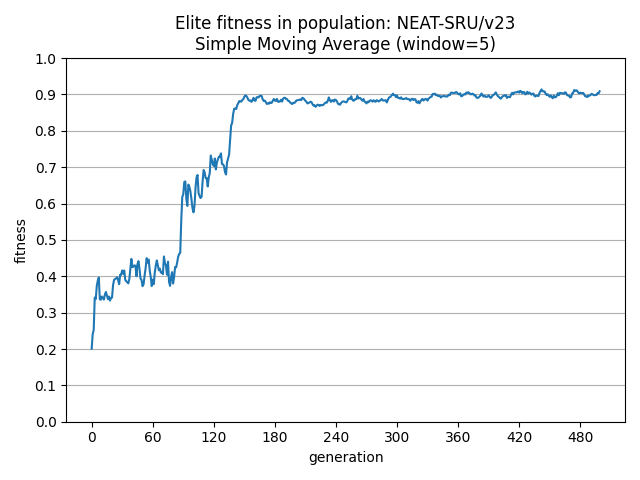 Elite fitness in population: NEAT-SRU/v23
Simple Moving Average (window=5)
1.0
0.9
0.8
0.7
0.6
0.5
0.4
0.3
0.2
0.1
0.0
fitness
0 60 120 180 240 300 360 420 480
generation